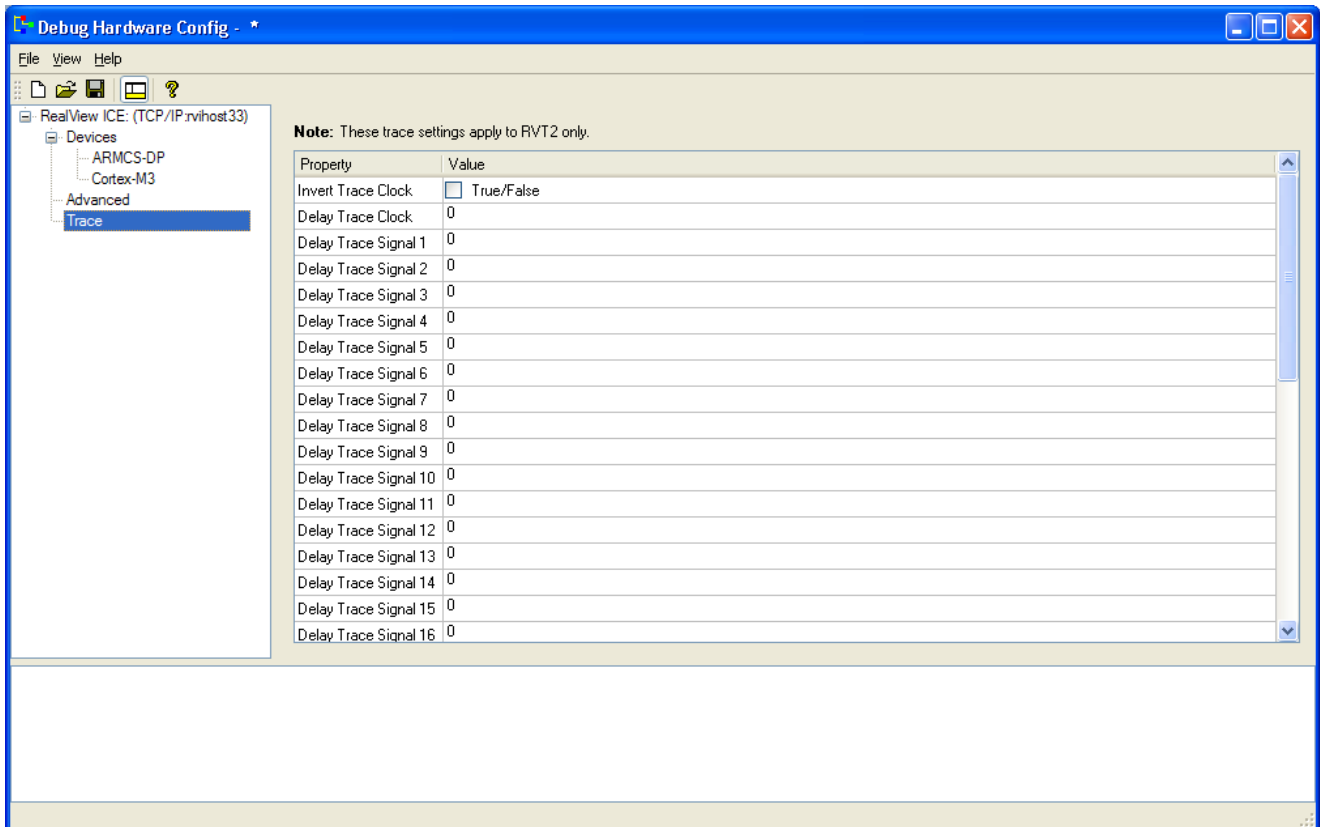 Debug Hardware Config - *
File View Help
RealView ICE: (TCP/IP:rvihost33)
Devices
ARMCS-DP
Cortex-M3
Advanced
Trace
Note: These trace settings apply to RVT2 only.
Property Value
Invert Trace Clock True/False
Delay Trace Clock 0
Delay Trace Signal 1 0
Delay Trace Signal 2 0
Delay Trace Signal 3 0
Delay Trace Signal 4 0
Delay Trace Signal 5 0
Delay Trace Signal 6 0
Delay Trace Signal 7 0
Delay Trace Signal 8 0
Delay Trace Signal 9 0
Delay Trace Signal 10 0
Delay Trace Signal 11 0
Delay Trace Signal 12 0
Delay Trace Signal 13 0
Delay Trace Signal 14 0
Delay Trace Signal 15 0
Delay Trace Signal 16 0